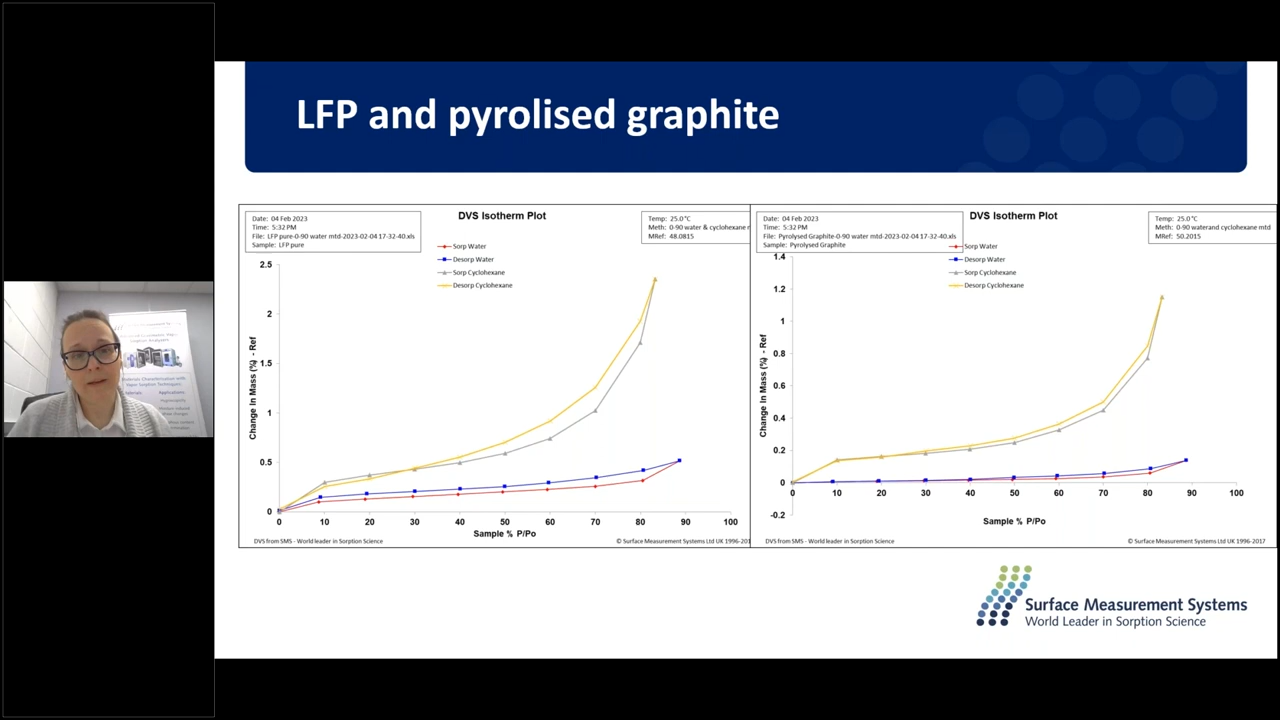 LFP and pyrolised graphite
Date: 04 Feb 2023
Time: 5:32 PM
File: LFP pure-0-90 water mtd-2023-02-04 17-32-40.xls
Sample: LFP pure
DVS Isotherm Plot
Temp: 25.0 °C
Meth: 0-90 water & cyclohexane
MRef: 48.0815
Sorp Water
Desorp Water
Sorp Cyclohexane
Desorp Cyclohexane
Change In Mass (%) - Ref
2.5
2
1.5
1
0.5
0
0 10 20 30 40 50 60 70 80 90 100
Sample % P/Po
DVS from SMS - World leader in Sorption Science
© Surface Measurement Systems Ltd UK 1996-201
Date: 04 Feb 2023
Time: 5:32 PM
File: Pyrolysed Graphite-0-90 water mtd-2023-02-04 17-32-40.xls
Sample: Pyrolysed Graphite
DVS Isotherm Plot
Temp: 25.0 °C
Meth: 0-90 waterand cyclohexane mtd
MRef: 50.2015
Sorp Water
Desorp Water
Sorp Cyclohexane
Desorp Cyclohexane
Change In Mass (%) - Ref
1.4
1.2
1
0.8
0.6
0.4
0.2
0
-0.2
0 10 20 30 40 50 60 70 80 90 100
Sample % P/Po
DVS from SMS - World leader in Sorption Science
© Surface Measurement Systems Ltd UK 1996-2017
Surface Measurement Systems
World Leader in Sorption Science